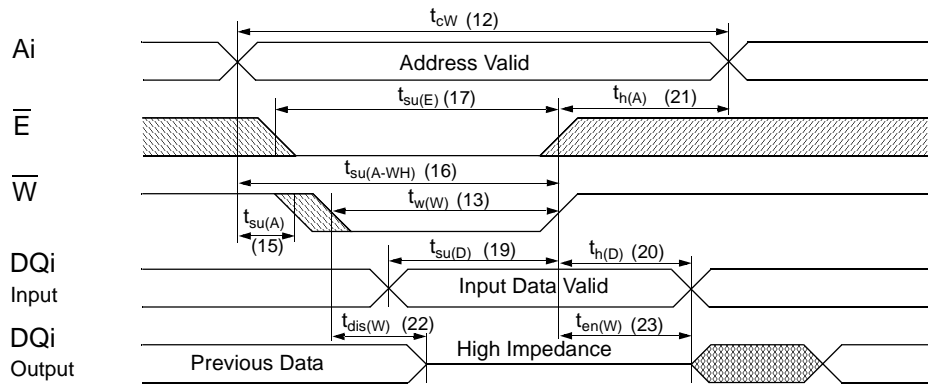 t_cW (12)
Ai
Address Valid
t_su(E) (17)
t_h(A) (21)
E̅
t_su(A-WH) (16)
W̅
t_w(W) (13)
t_su(A)
(15)
t_su(D) (19)
t_h(D) (20)
DQi
Input
Input Data Valid
t_dis(W) (22)
t_en(W) (23)
DQi
Output
Previous Data
High Impedance